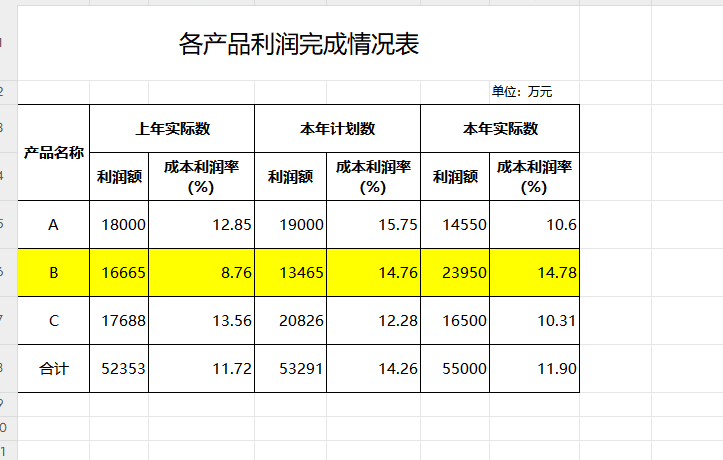 各产品利润完成情况表
单位：万元
产品名称 上年实际数 本年计划数 本年实际数
利润额 成本利润率(%) 利润额 成本利润率(%) 利润额 成本利润率(%)
A 18000 12.85 19000 15.75 14550 10.6
B 16665 8.76 13465 14.76 23950 14.78
C 17688 13.56 20826 12.28 16500 10.31
合计 52353 11.72 53291 14.26 55000 11.90